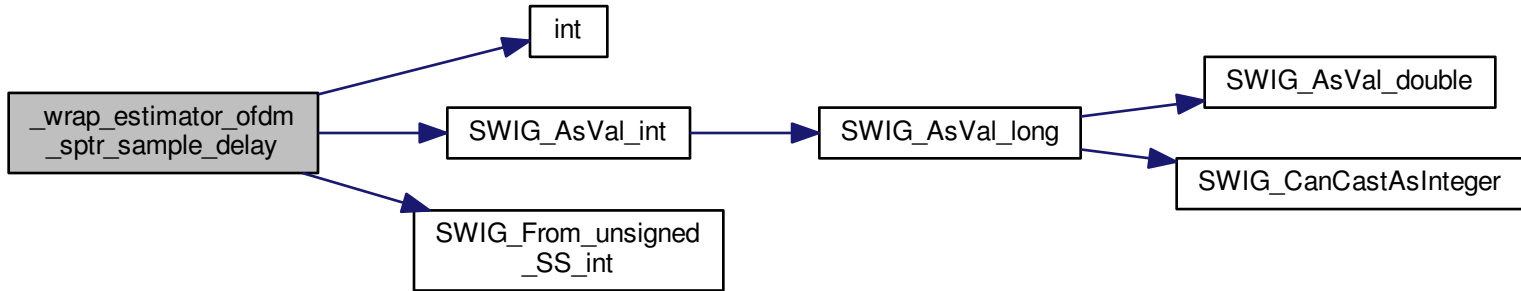 int
_wrap_estimator_ofdm
_sptr_sample_delay
SWIG_AsVal_int
SWIG_From_unsigned
_SS_int
SWIG_AsVal_long
SWIG_AsVal_double
SWIG_CanCastAsInteger